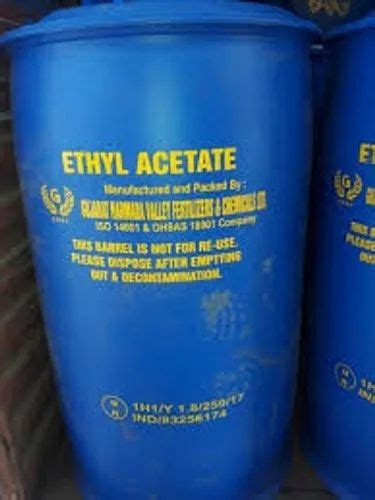 ETHYL ACETATE
Manufactured and Packed By :
GUJARAT NARMADA VALLEY FERTILIZERS & CHEMICALS LTD.
ISO 14001 & OHSAS 18001 Company
THIS BARREL IS NOT FOR RE-USE.
PLEASE DISPOSE AFTER EMPTYING
OUT & DECONTAMINATION.
1H1/Y 1.8/250/17
IND/83256174